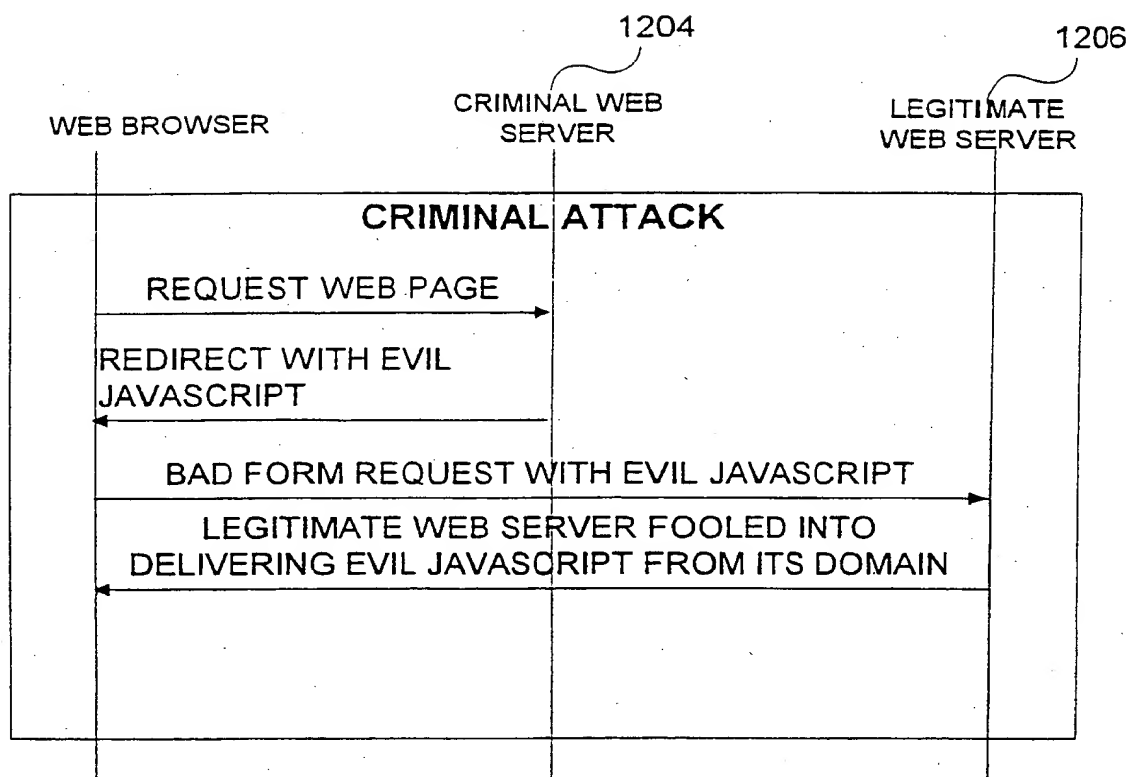 1204
1206
WEB BROWSER
CRIMINAL WEB
SERVER
LEGITIMATE
WEB SERVER
CRIMINAL ATTACK
REQUEST WEB PAGE
REDIRECT WITH EVIL
JAVASCRIPT
BAD FORM REQUEST WITH EVIL JAVASCRIPT
LEGITIMATE WEB SERVER FOOLED INTO
DELIVERING EVIL JAVASCRIPT FROM ITS DOMAIN